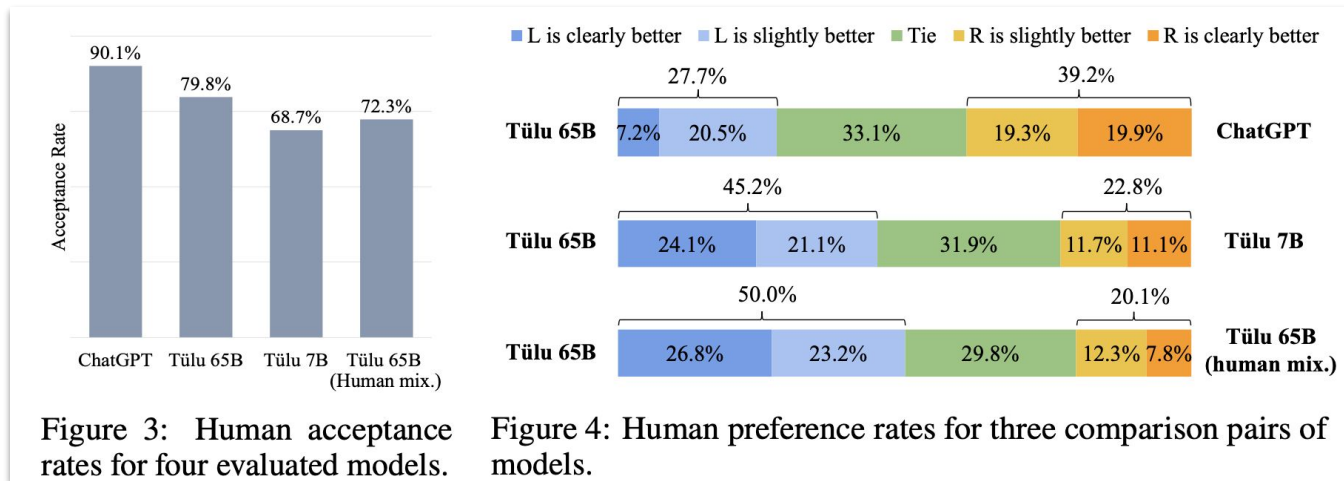 90.1%
79.8%
68.7%
72.3%
Acceptance Rate
ChatGPT
Tülu 65B
Tülu 7B
Tülu 65B
(Human mix.)
Figure 3: Human acceptance
rates for four evaluated models.
L is clearly better L is slightly better Tie R is slightly better R is clearly better
27.7% 39.2%
Tülu 65B 7.2% 20.5% 33.1% 19.3% 19.9% ChatGPT
45.2% 22.8%
Tülu 65B 24.1% 21.1% 31.9% 11.7% 11.1% Tülu 7B
50.0% 20.1%
Tülu 65B 26.8% 23.2% 29.8% 12.3% 7.8% Tülu 65B
(human mix.)
Figure 4: Human preference rates for three comparison pairs of
models.